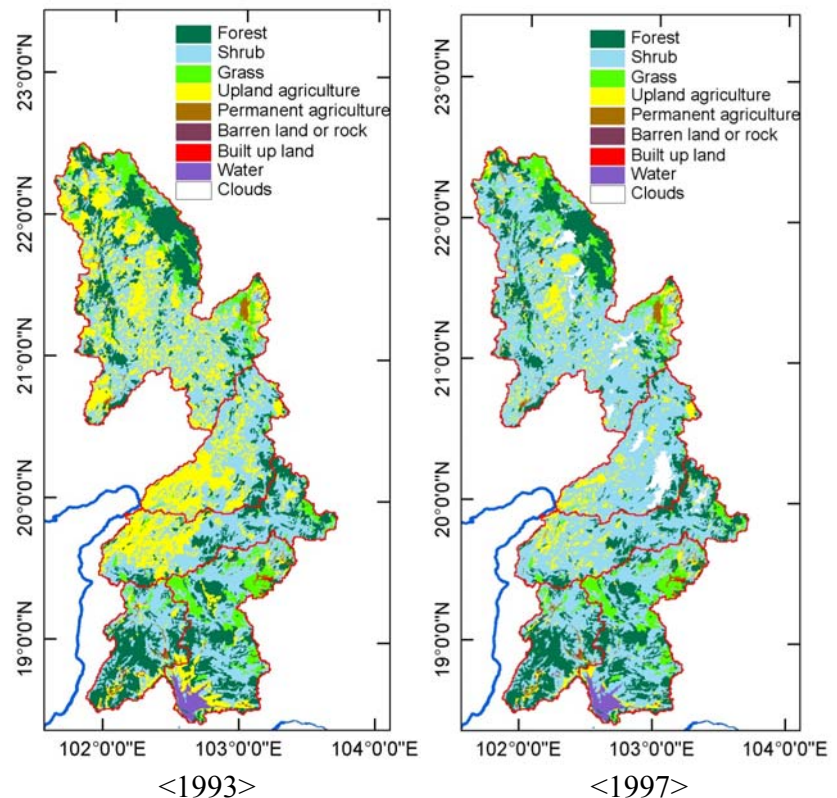 Forest
Shrub
Grass
Upland agriculture
Permanent agriculture
Barren land or rock
Built up land
Water
Clouds
23°0'0"N
22°0'0"N
21°0'0"N
20°0'0"N
19°0'0"N
102°0'0"E
103°0'0"E
104°0'0"E
<1993>
Forest
Shrub
Grass
Upland agriculture
Permanent agriculture
Barren land or rock
Built up land
Water
Clouds
23°0'0"N
22°0'0"N
21°0'0"N
20°0'0"N
19°0'0"N
102°0'0"E
103°0'0"E
104°0'0"E
<1997>